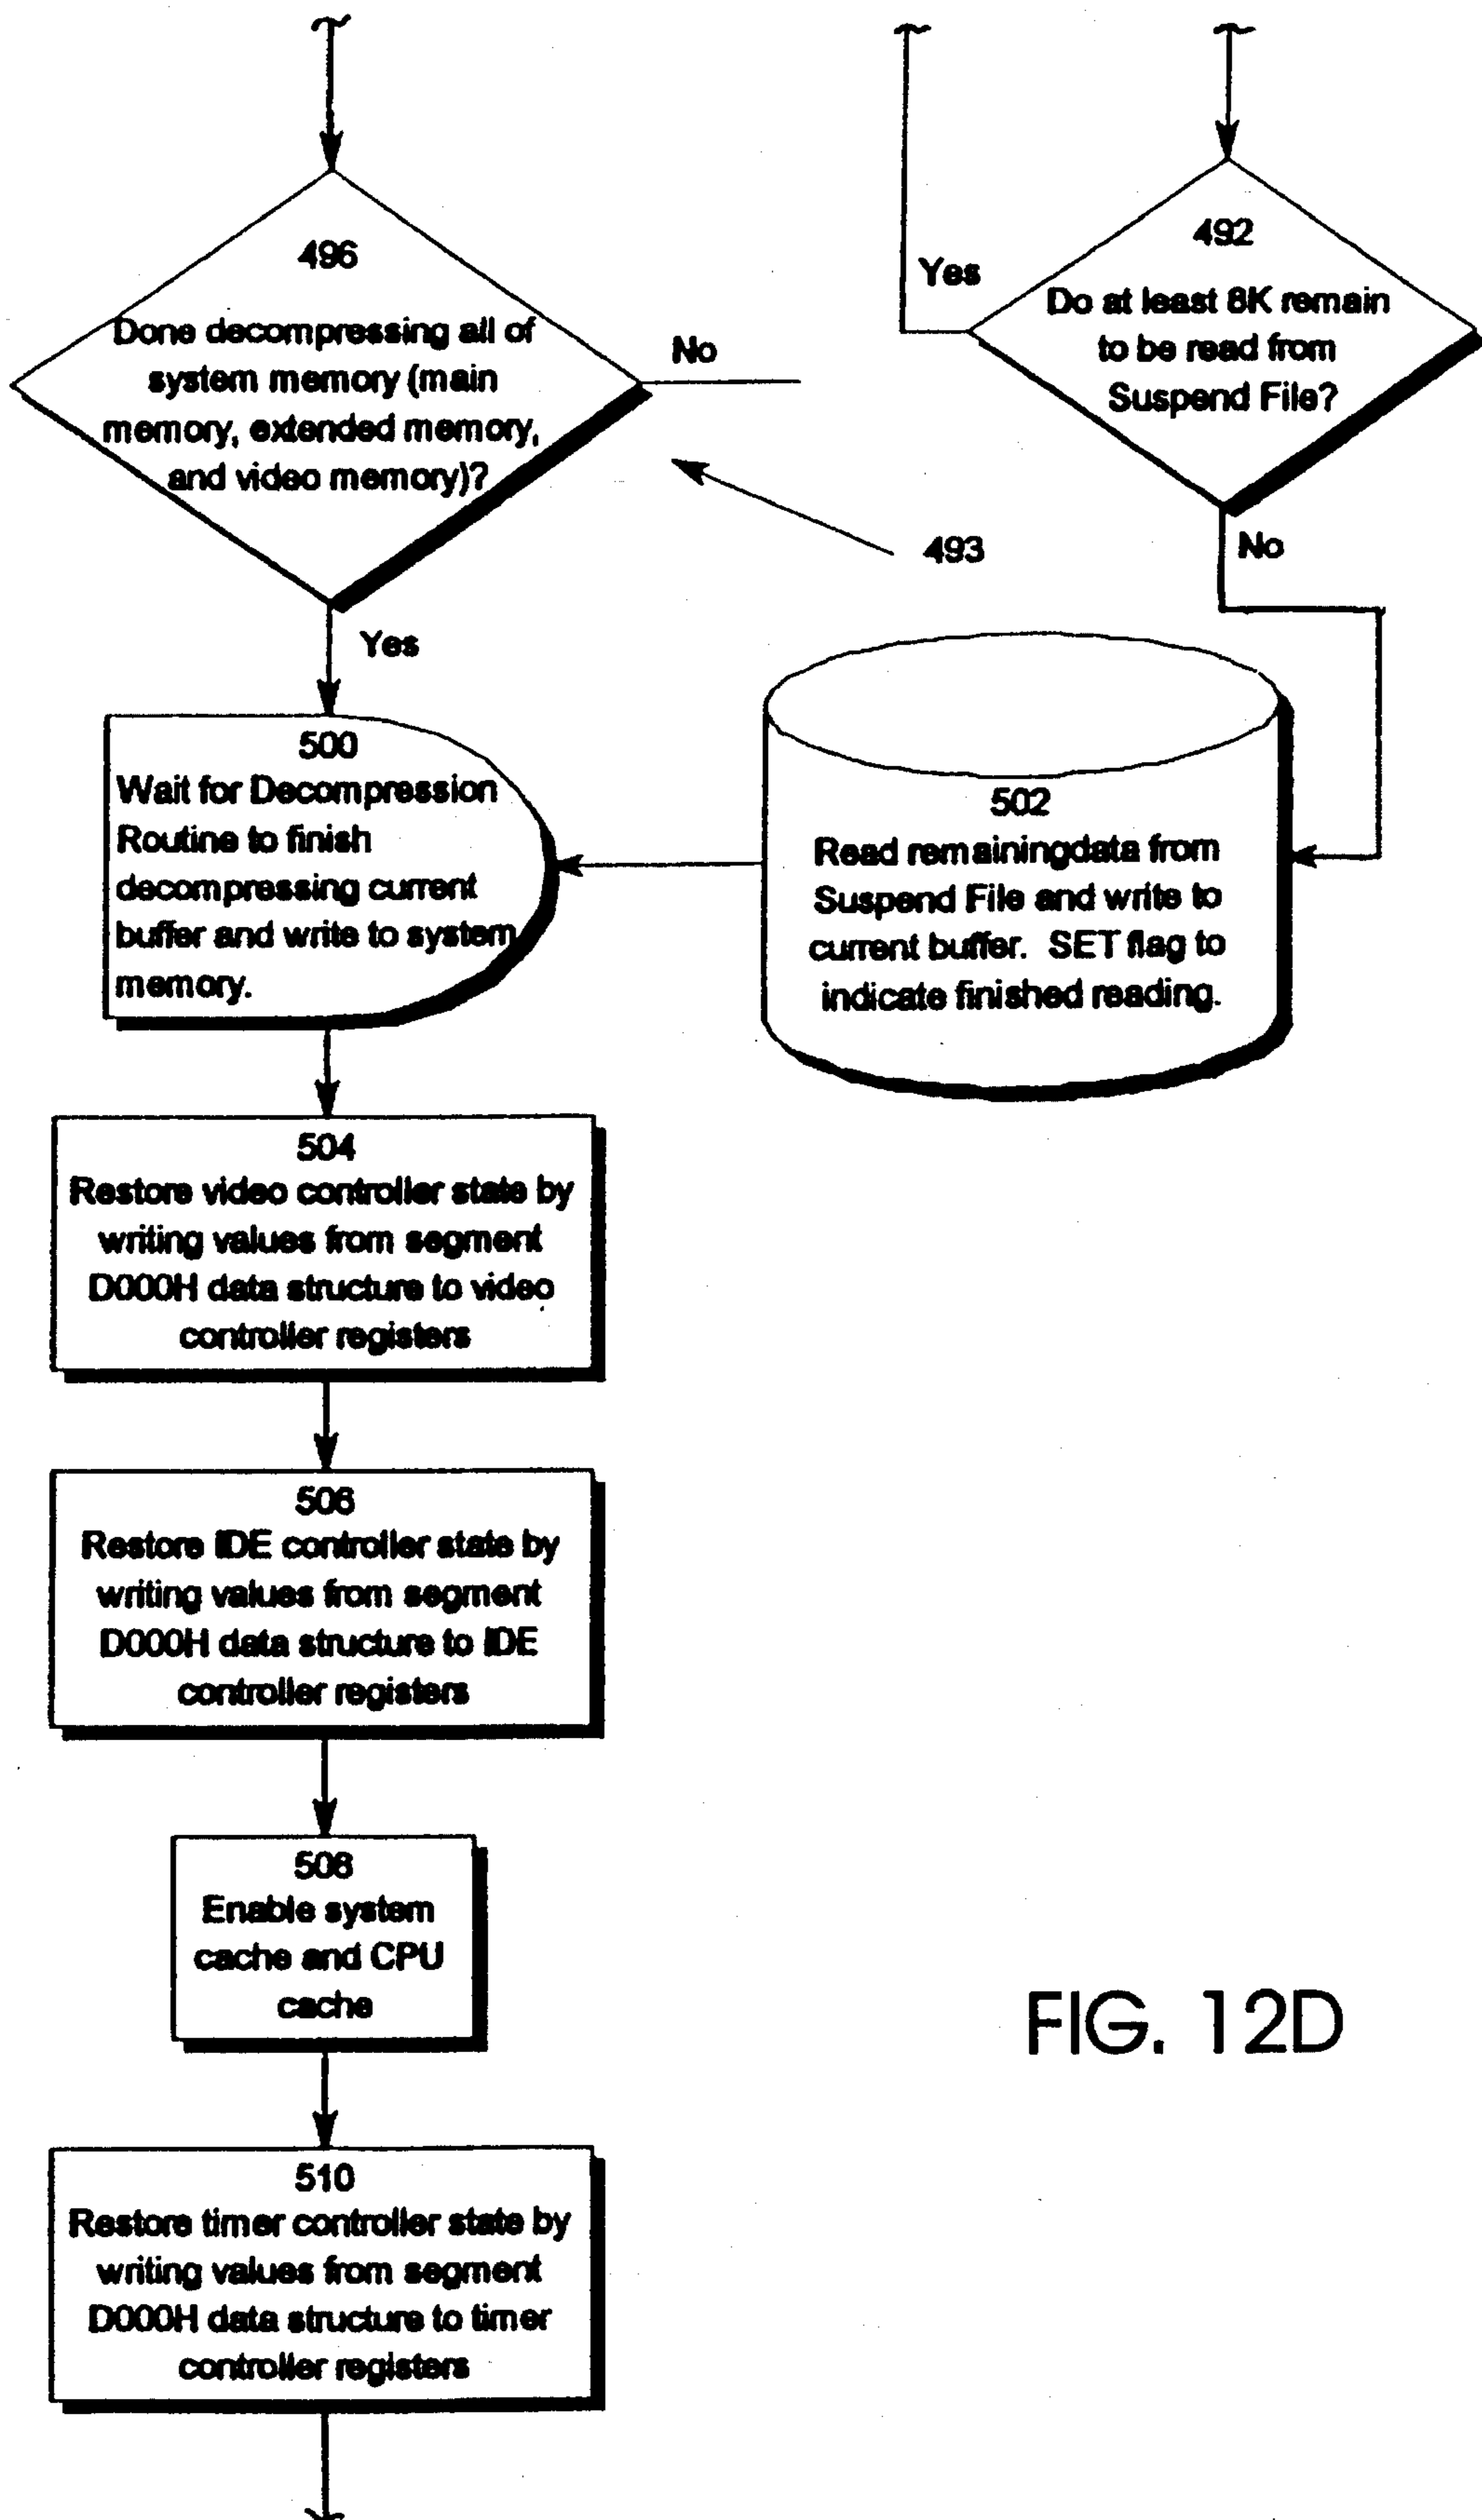 496
Done decompressing all of
system memory (main
memory, extended memory,
and video memory)?
No
Yes
493
492
Do at least 8K remain
to be read from
Suspend File?
Yes
No
500
Wait for Decompression
Routine to finish
decompressing current
buffer and write to system
memory.
502
Read remainingdata from
Suspend File and write to
current buffer. SET flag to
indicate finished reading.
504
Restore video controller state by
writing values from segment
D000H data structure to video
controller registers
506
Restore IDE controller state by
writing values from segment
D000H data structure to IDE
controller registers
508
Enable system
cache and CPU
cache
510
Restore timer controller state by
writing values from segment
D000H data structure to timer
controller registers
FIG. 12D